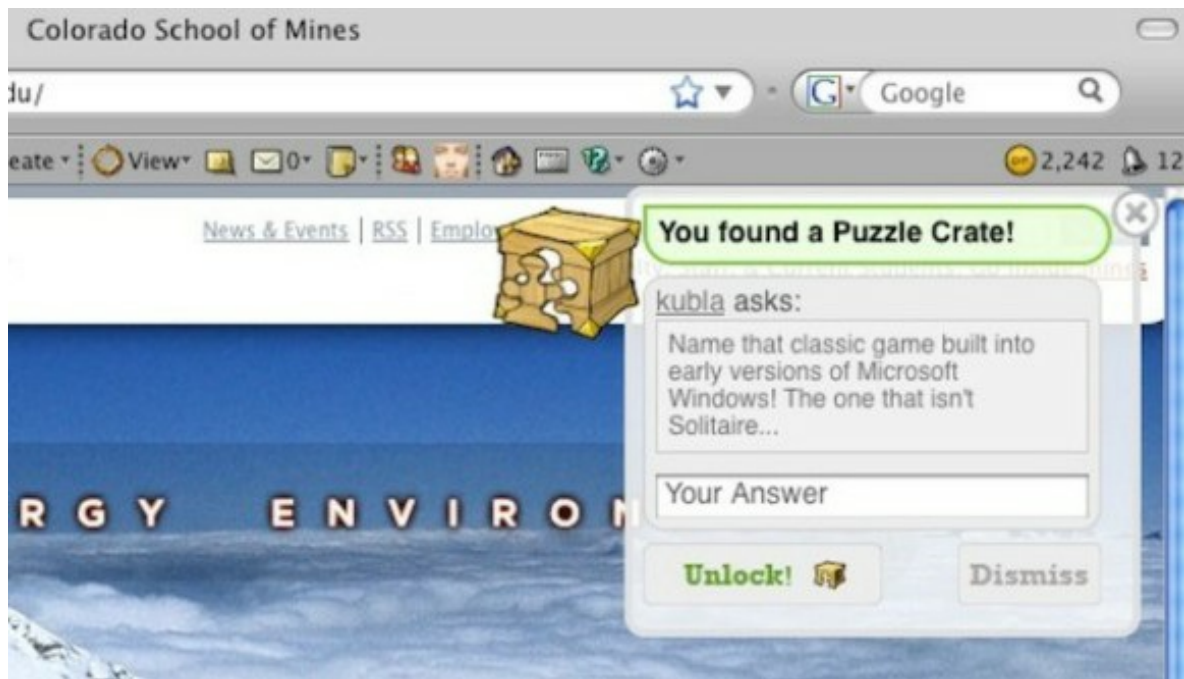 Colorado School of Mines
du/
Google
eate
View
0
2,242
12
News & Events | RSS | Emplo
You found a Puzzle Crate!
kubla asks:
Name that classic game built into
early versions of Microsoft
Windows! The one that isn't
Solitaire...
Your Answer
R G Y E N V I R O N
Unlock!
Dismiss